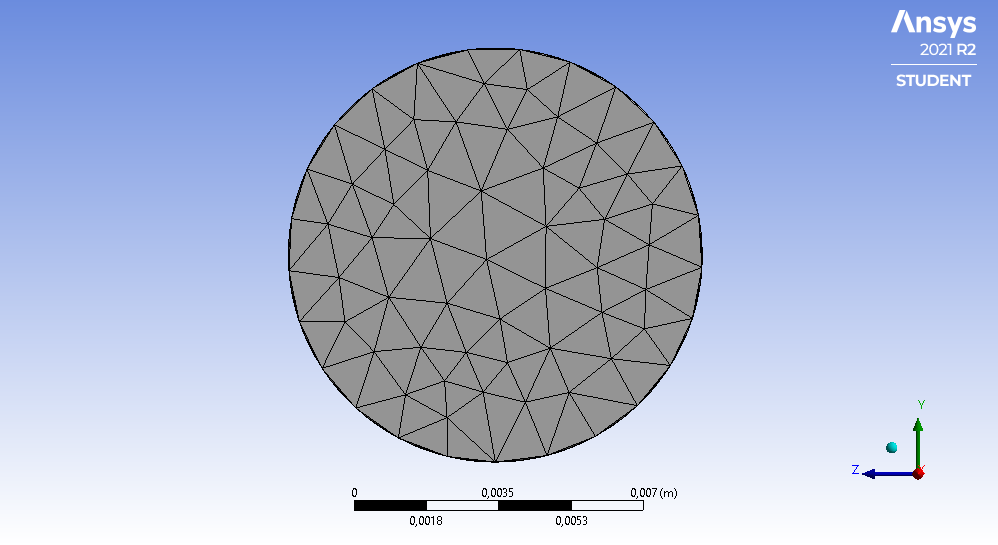 Ansys
2021 R2
STUDENT
Y
Z
0
0,0035
0,007 (m)
0,0018
0,0053